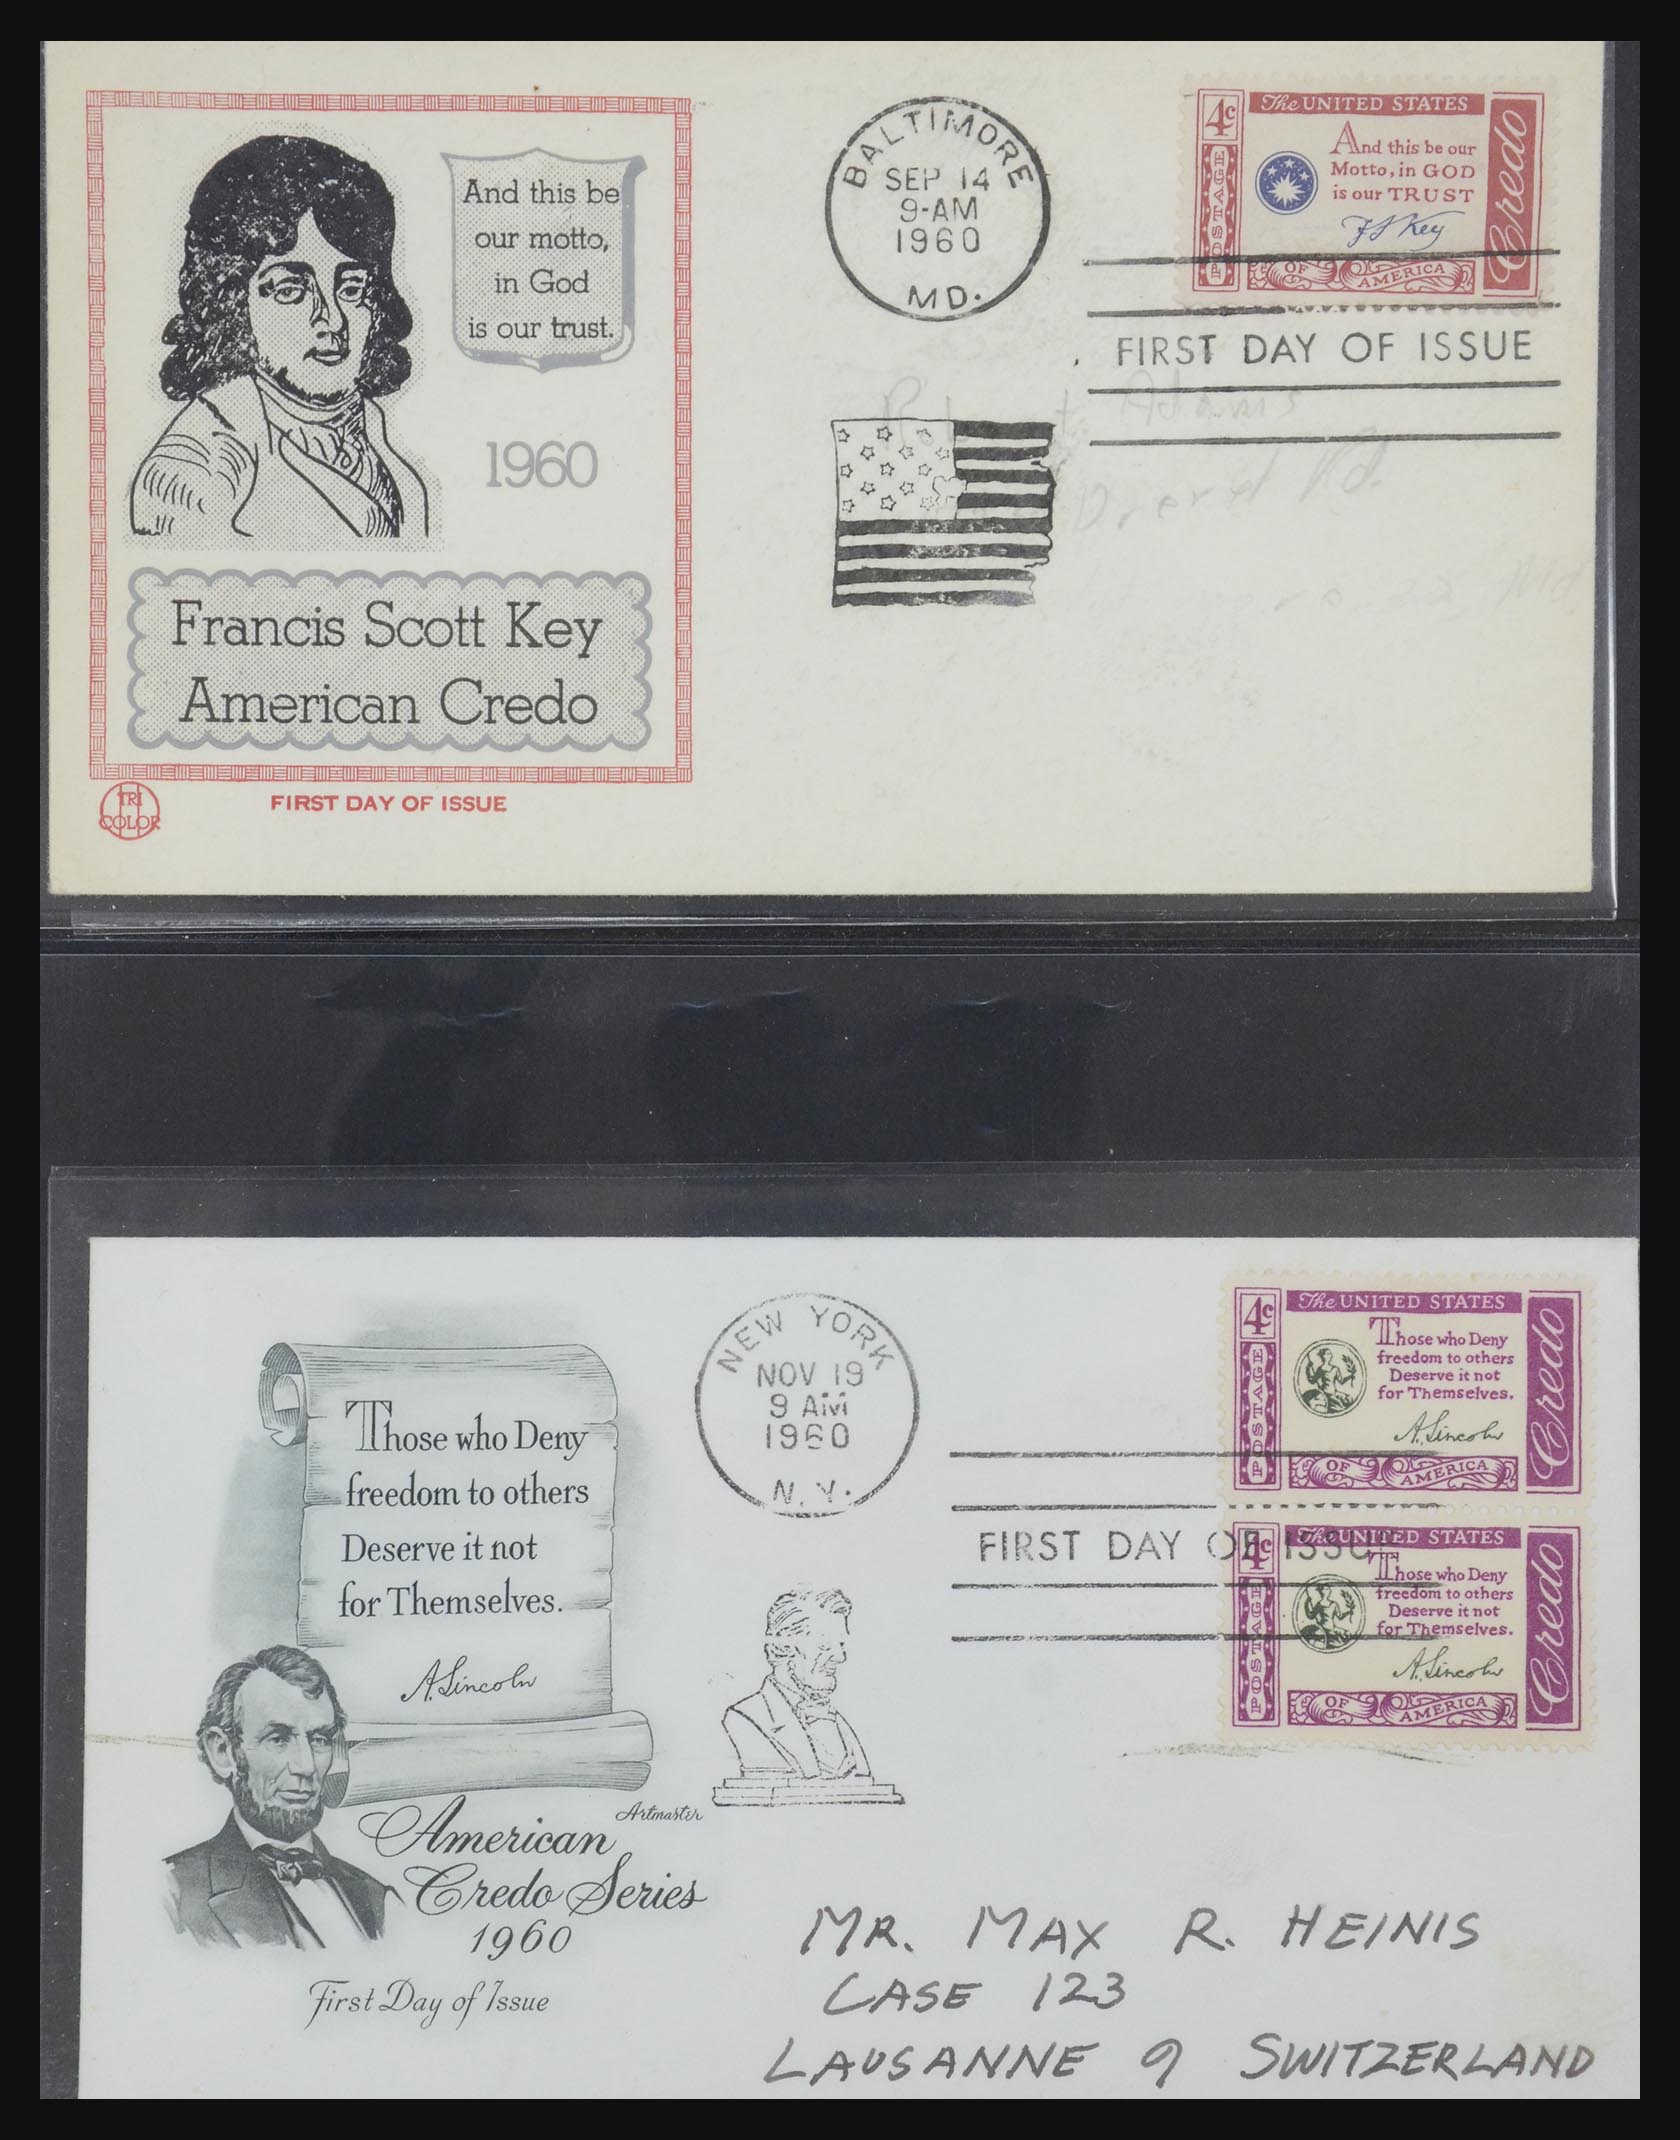 And this be
our motto,
in God
is our trust.
1960
Francis Scott Key
American Credo
TRI
COLOR
FIRST DAY OF ISSUE
BALTIMORE
SEP 14
9-AM
1960
MD.
4c
The UNITED STATES
POSTAGE
And this be our
Motto, in GOD
is our TRUST
F S Key
OF AMERICA
Credo
FIRST DAY OF ISSUE
Adams
Rd.
Md.
Those who Deny
freedom to others
Deserve it not
for Themselves.
A. Lincoln
Artmaster
American
Credo Series
1960
First Day of Issue
NEW YORK
NOV 19
9 AM
1960
N. Y.
FIRST DAY OF ISSUE
4c
The UNITED STATES
POSTAGE
Those who Deny
freedom to others
Deserve it not
for Themselves.
A. Lincoln
OF AMERICA
Credo
4c
The UNITED STATES
POSTAGE
Those who Deny
freedom to others
Deserve it not
for Themselves.
A. Lincoln
OF AMERICA
Credo
MR. MAX R. HEINIS
CASE 123
LAUSANNE 9 SWITZERLAND